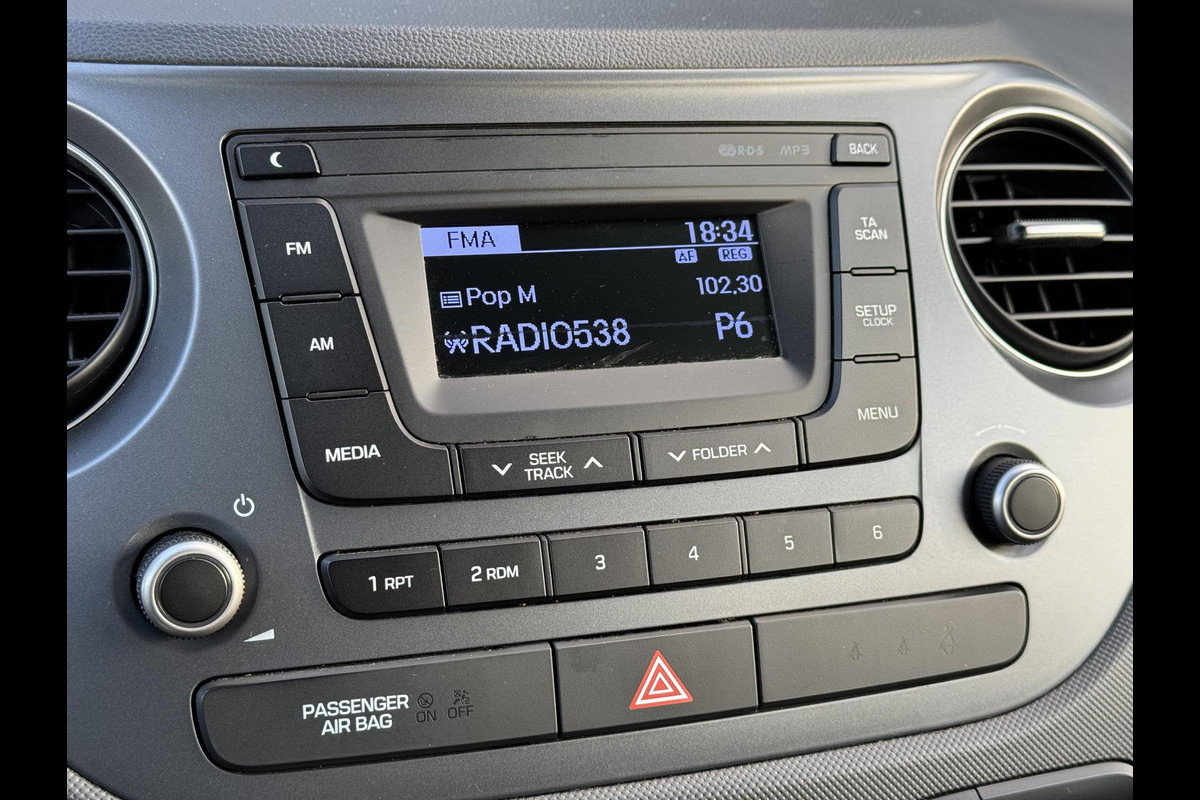 R·D·S MP3 BACK
FM
AM
MEDIA
FMA 18:34
AF REG
Pop M 102.30
RADIO538 P6
TA
SCAN
SETUP
CLOCK
MENU
SEEK
TRACK
FOLDER
1 RPT 2 RDM 3 4 5 6
PASSENGER
AIR BAG
ON OFF